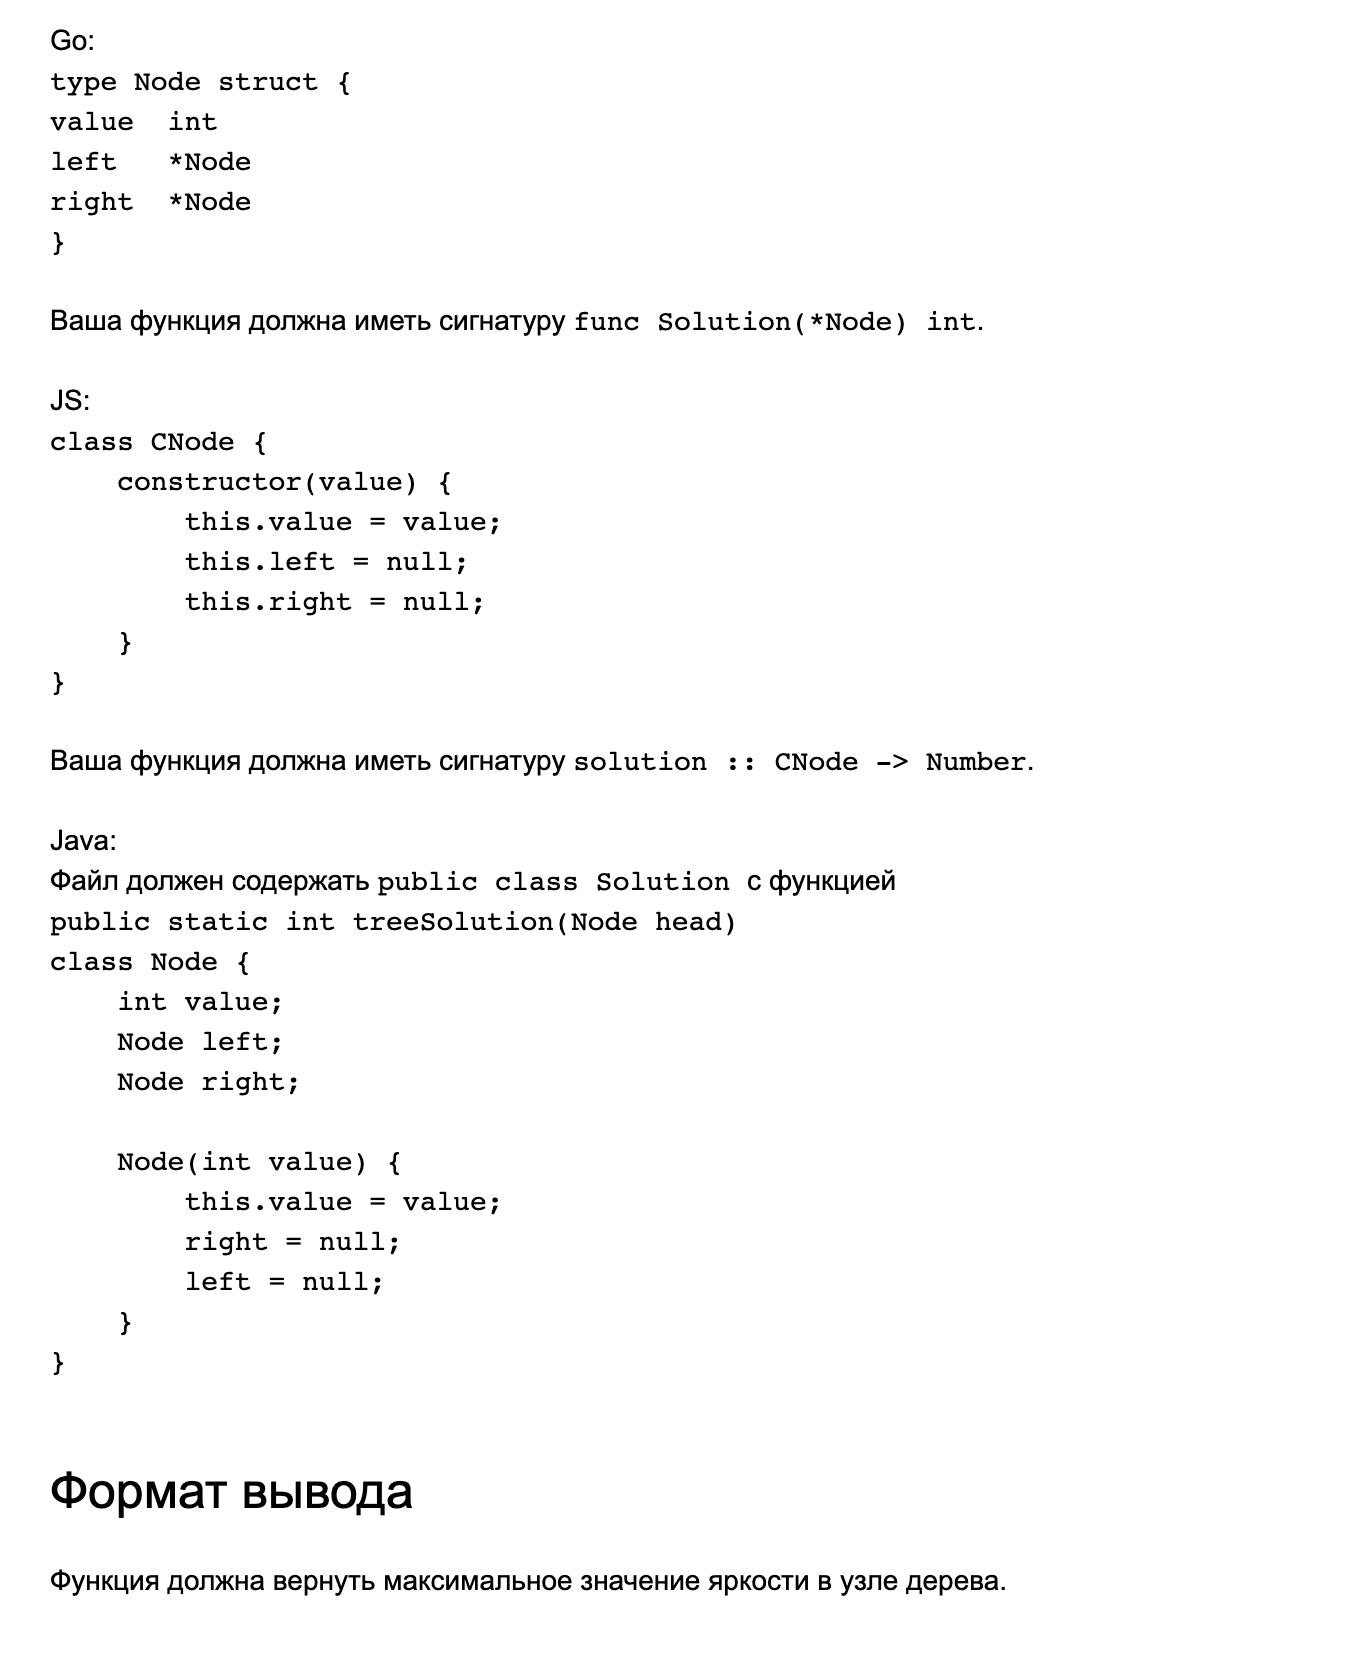 Go:
type Node struct {
value  int
left   *Node
right  *Node
}
Ваша функция должна иметь сигнатуру func Solution(*Node) int.
JS:
class CNode {
    constructor(value) {
        this.value = value;
        this.left = null;
        this.right = null;
    }
}
Ваша функция должна иметь сигнатуру solution :: CNode -> Number.
Java:
Файл должен содержать public class Solution с функцией
public static int treeSolution(Node head)
class Node {
    int value;
    Node left;
    Node right;
    Node(int value) {
        this.value = value;
        right = null;
        left = null;
    }
}
Формат вывода
Функция должна вернуть максимальное значение яркости в узле дерева.